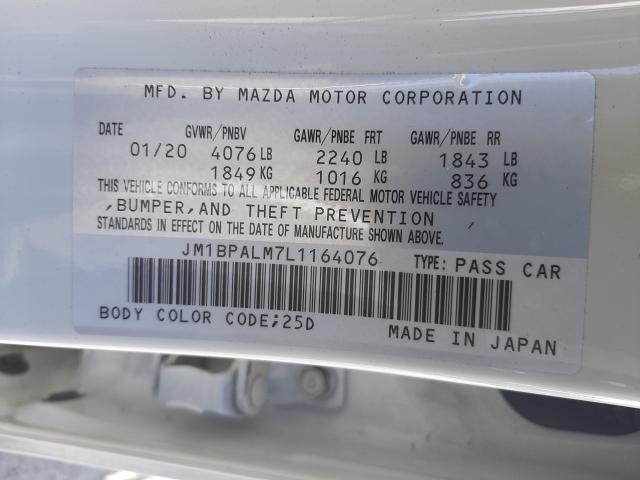 MFD. BY MAZDA MOTOR CORPORATION
DATE GVWR/PNBV GAWR/PNBE FRT GAWR/PNBE RR
01/20 4076 LB 2240 LB 1843 LB
1849 KG 1016 KG 836 KG
THIS VEHICLE CONFORMS TO ALL APPLICABLE FEDERAL MOTOR VEHICLE SAFETY
,BUMPER,AND THEFT PREVENTION
STANDARDS IN EFFECT ON THE DATE OF MANUFACTURE SHOWN ABOVE.
JM1BPALM7L1164076 TYPE: PASS CAR
BODY COLOR CODE;25D MADE IN JAPAN